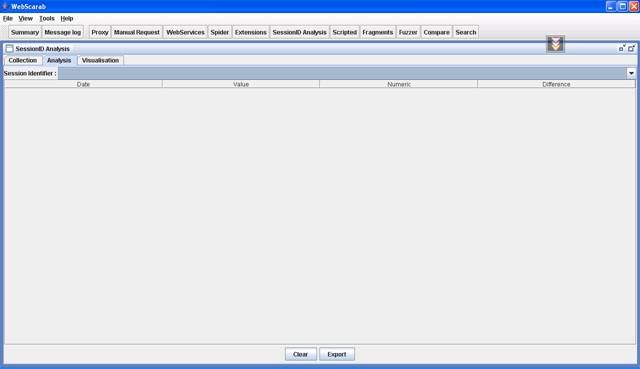 WebScarab
File View Tools Help
Summary Message log Proxy Manual Request WebServices Spider Extensions SessionID Analysis Scripted Fragments Fuzzer Compare Search
SessionID Analysis
Collection Analysis Visualisation
Session Identifier :
Date Value Numeric Difference
Clear Export